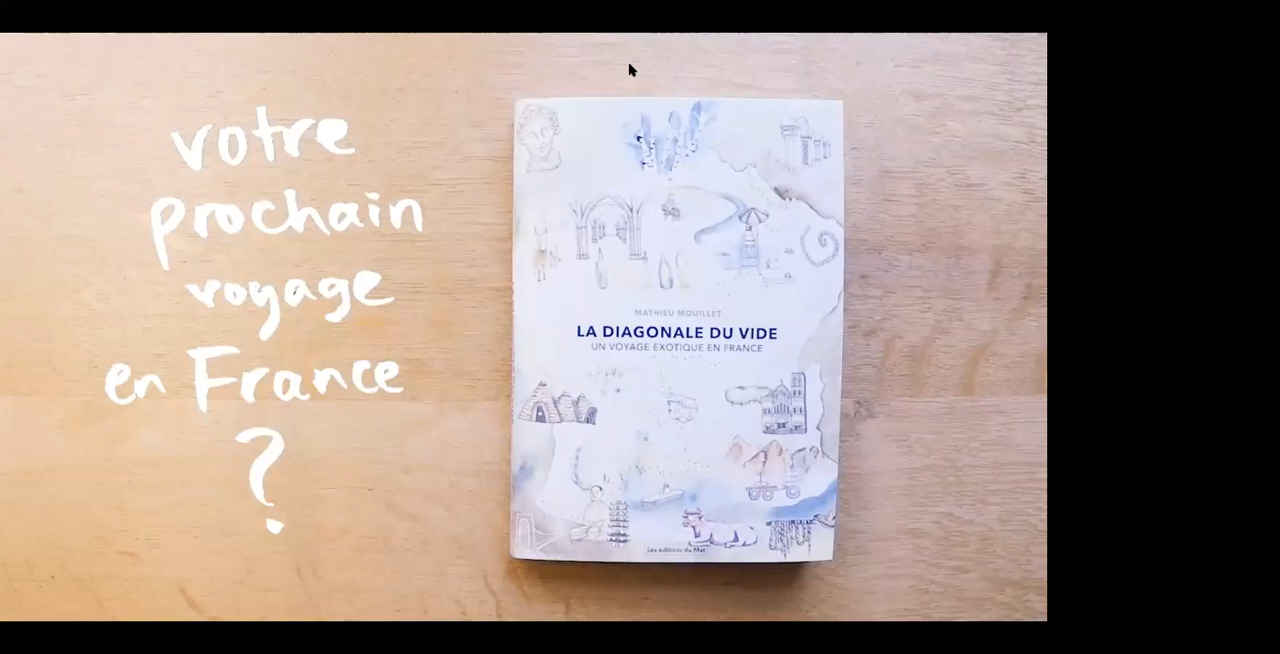 votre
prochain
voyage
en France
?
MATHIEU MOUILLET
LA DIAGONALE DU VIDE
UN VOYAGE EXOTIQUE EN FRANCE
Les éditions du Mat